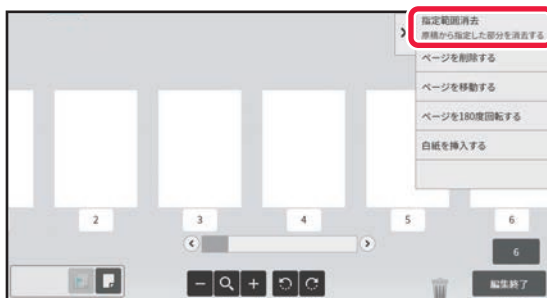 指定範囲消去
原稿から指定した部分を消去する
ページを削除する
ページを移動する
ページを180度回転する
白紙を挿入する
2
3
4
5
6
6
編集終了